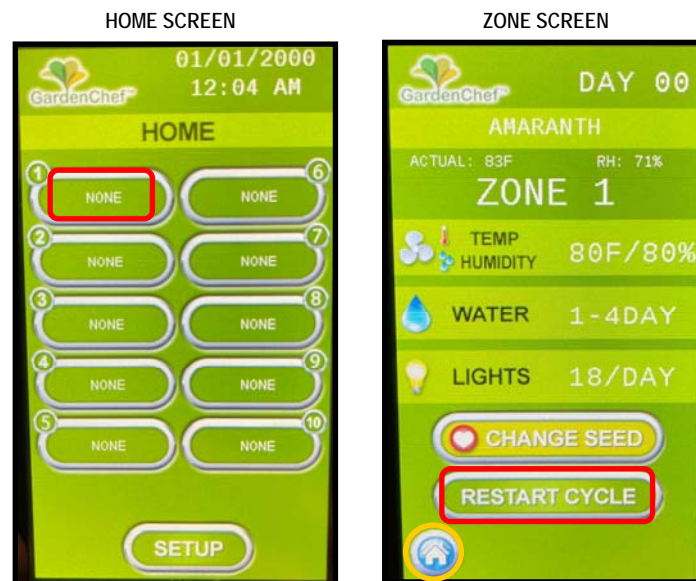 HOME SCREEN
GardenChef™
01/01/2000
12:04 AM
HOME
1 NONE
6 NONE
2 NONE
7 NONE
3 NONE
8 NONE
4 NONE
9 NONE
5 NONE
10 NONE
SETUP
ZONE SCREEN
GardenChef™
DAY 00
AMARANTH
ACTUAL: 83F RH: 71%
ZONE 1
TEMP
HUMIDITY
80F/80%
WATER 1-4DAY
LIGHTS 18/DAY
CHANGE SEED
RESTART CYCLE